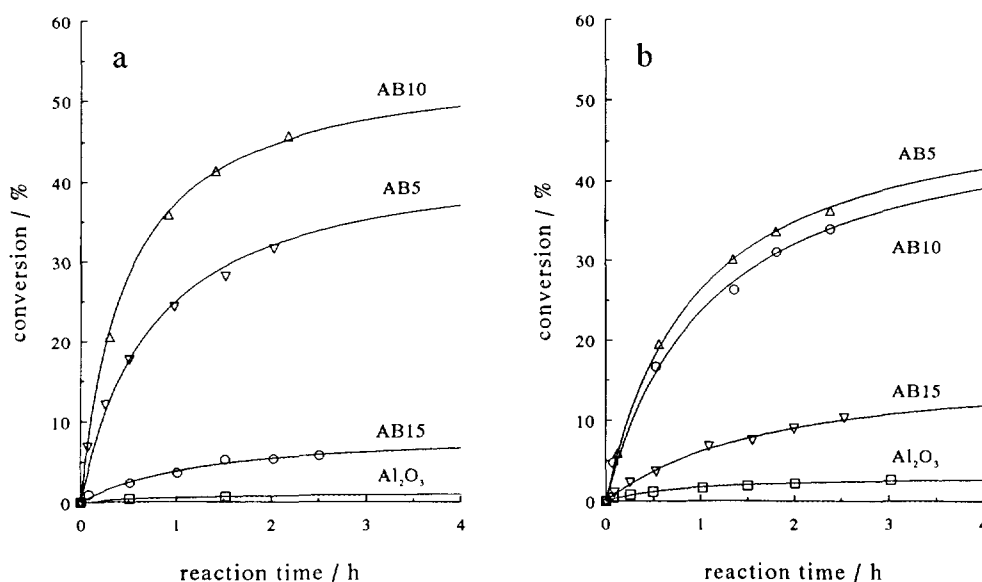 a
60
50
40
30
20
10
0
conversion / %
AB10
AB5
AB15
Al₂O₃
0 1 2 3 4
reaction time / h
b
60
50
40
30
20
10
0
conversion / %
AB5
AB10
AB15
Al₂O₃
0 1 2 3 4
reaction time / h